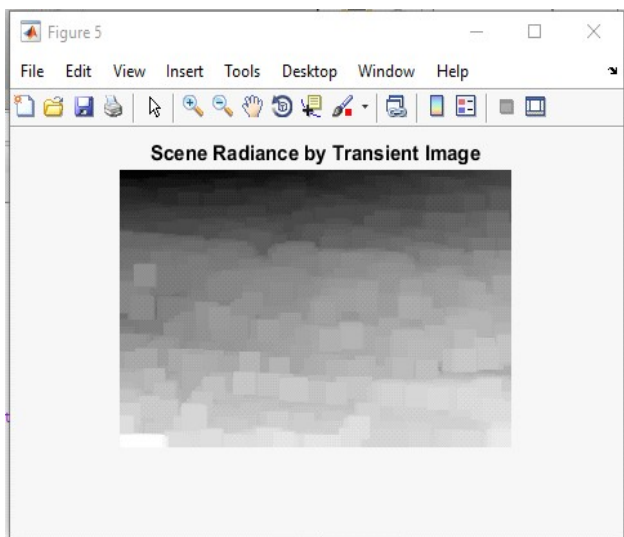 Figure 5
File Edit View Insert Tools Desktop Window Help
Scene Radiance by Transient Image
t